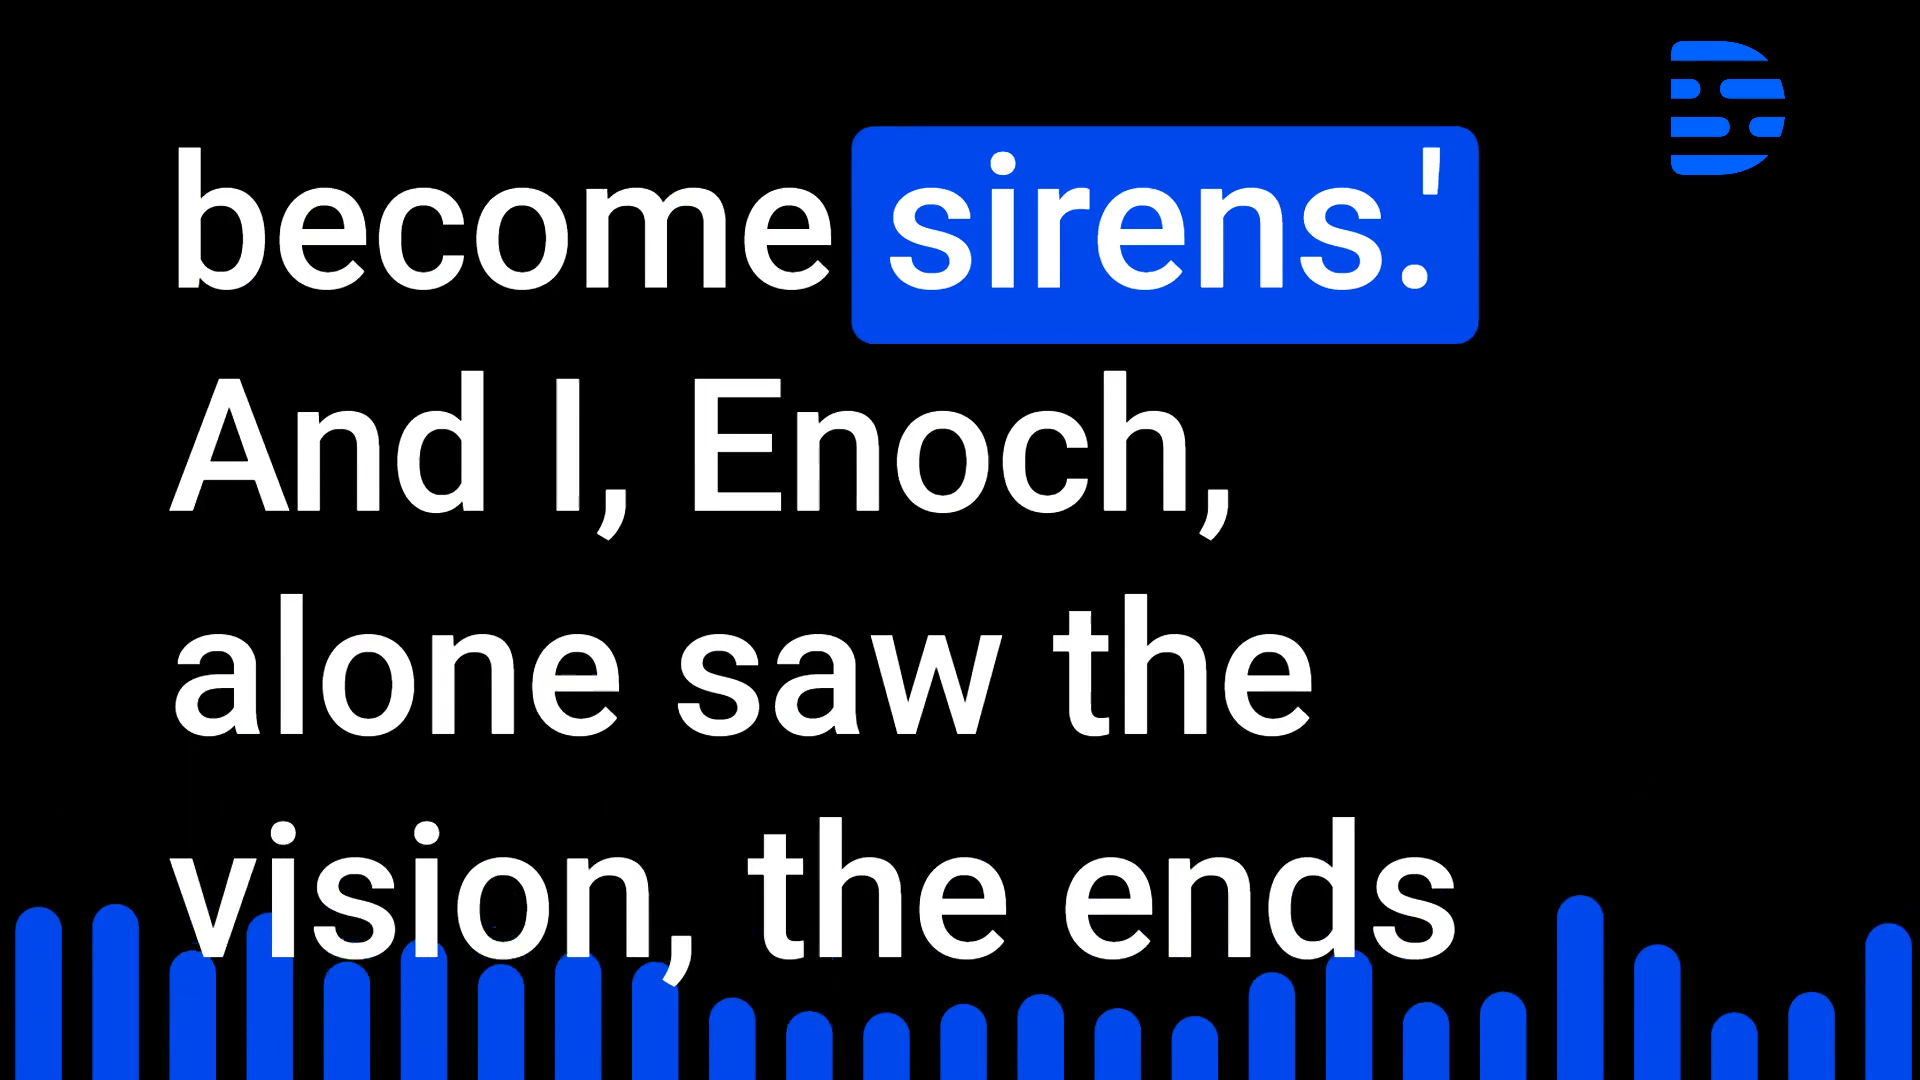 become sirens.'
And I, Enoch,
alone saw the
vision, the ends